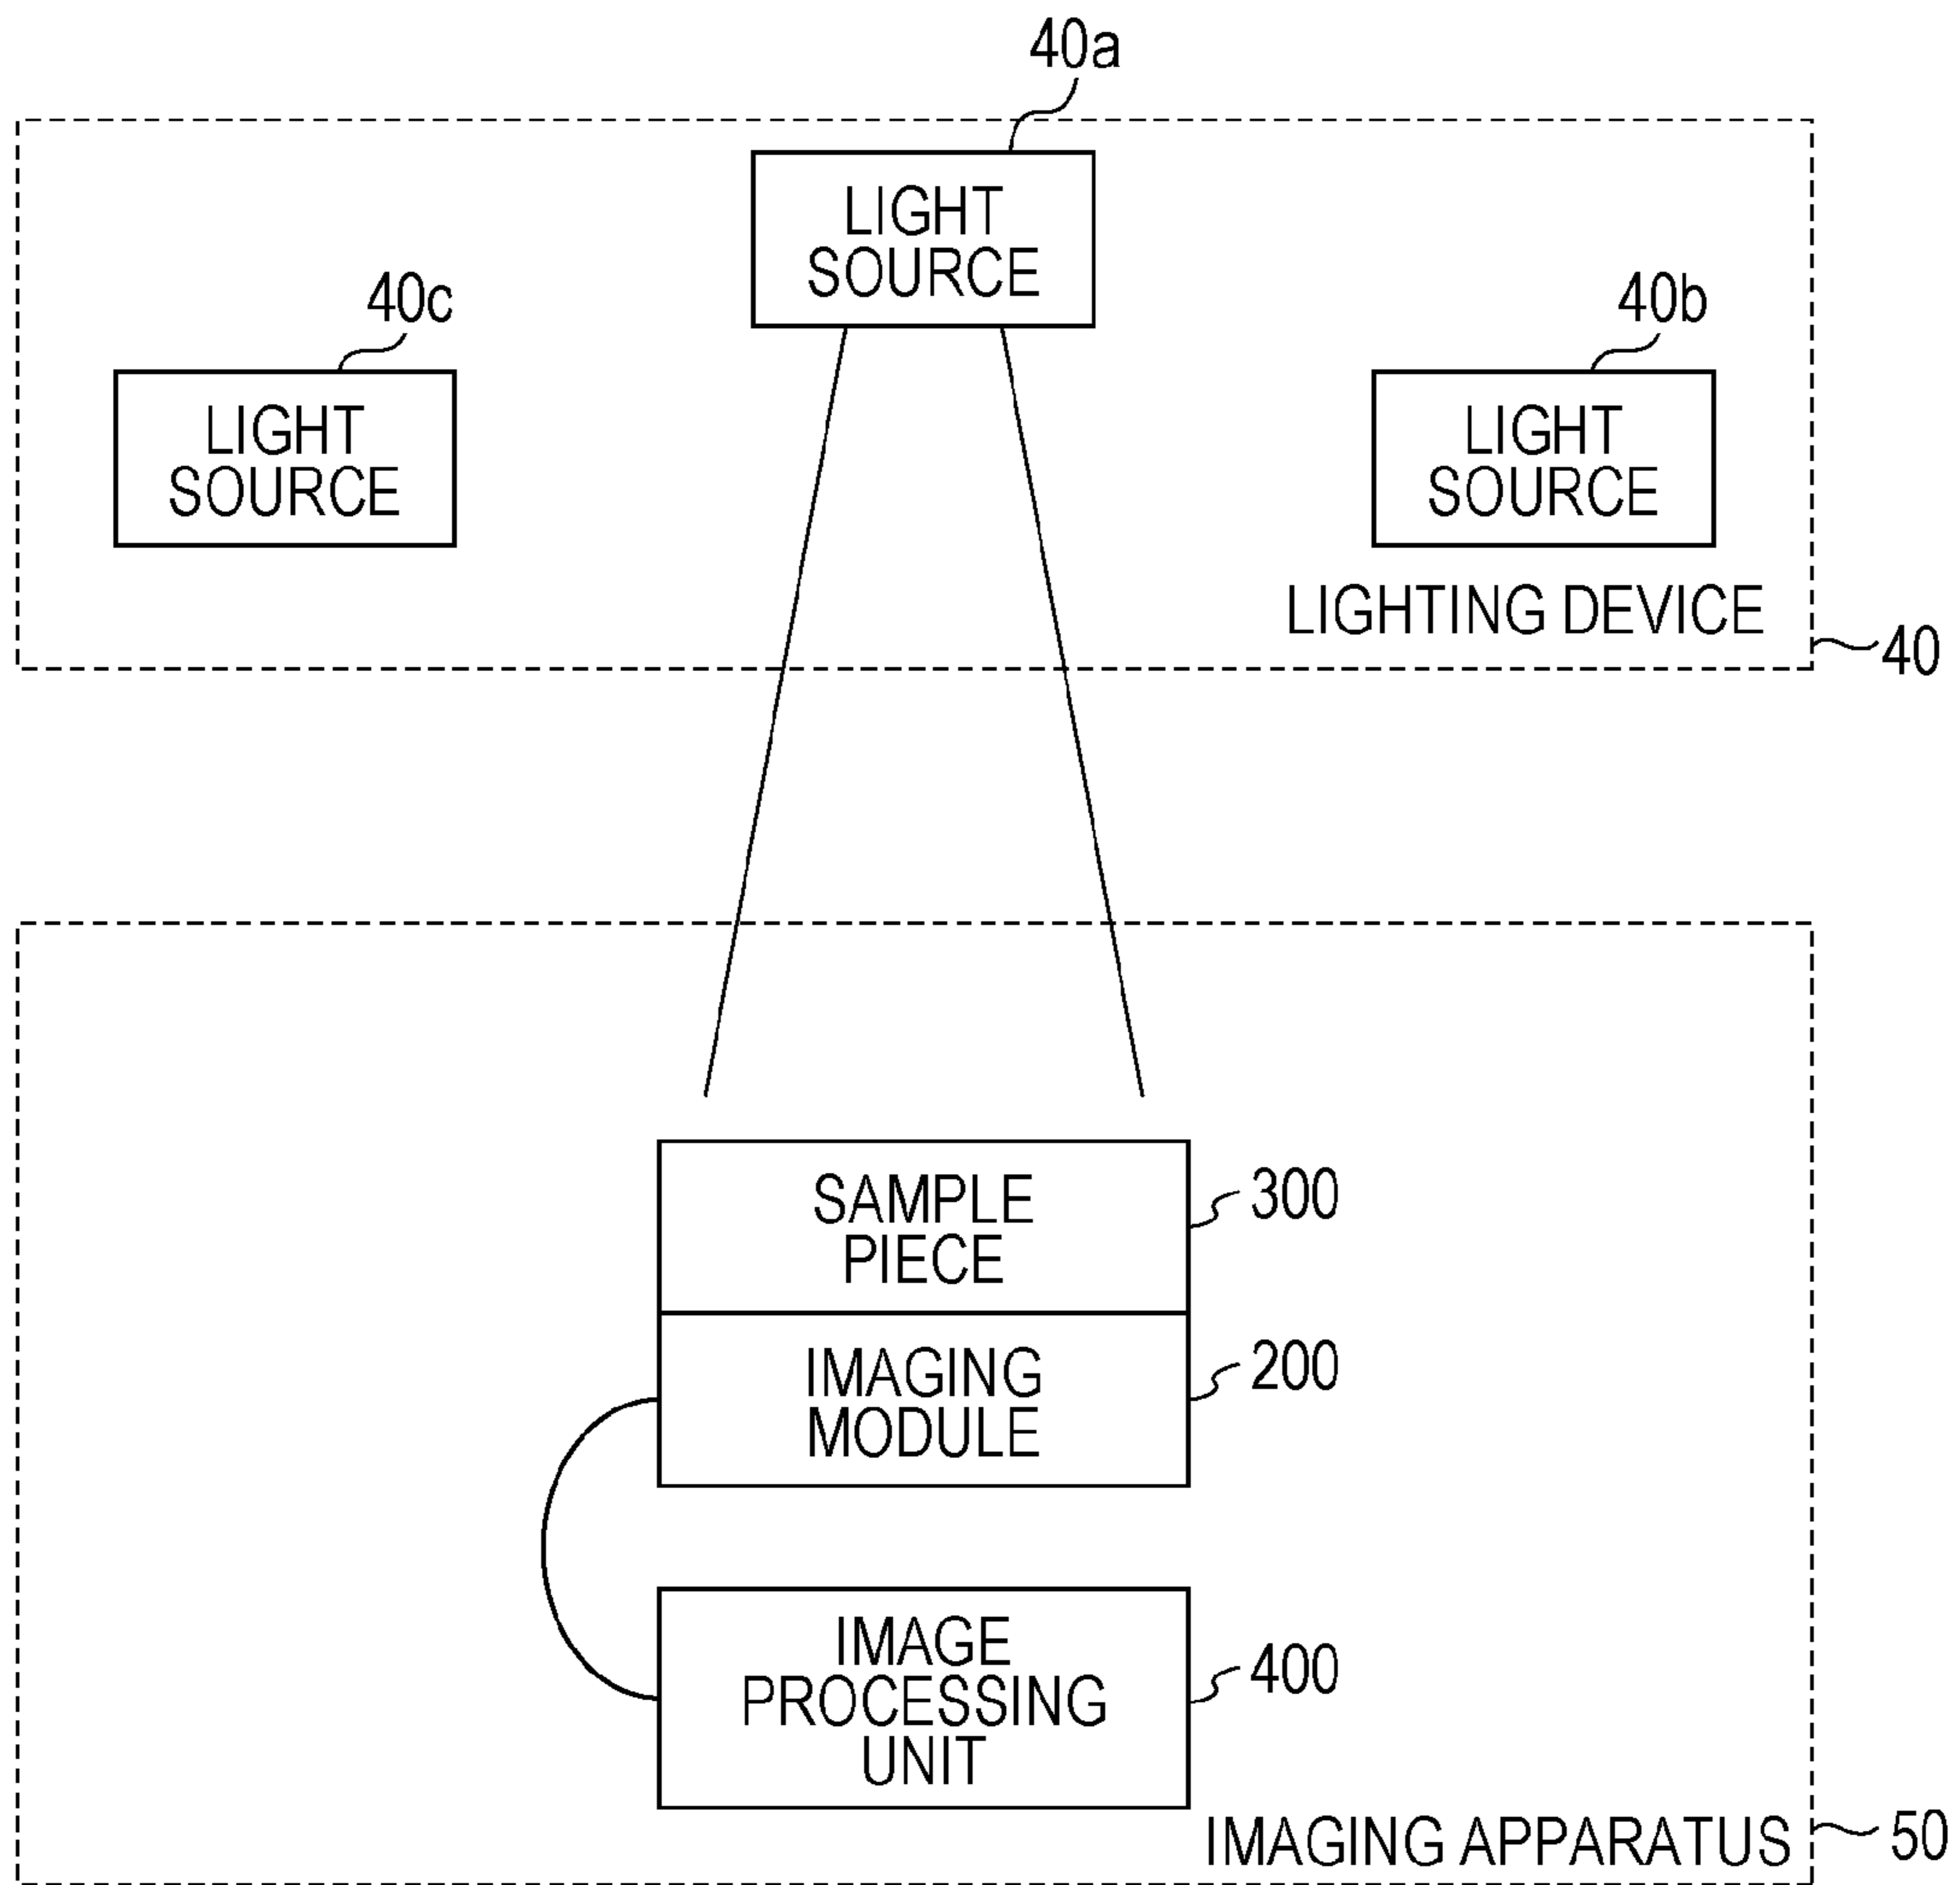 40a
LIGHT
SOURCE
40c
40b
LIGHT
SOURCE
LIGHT
SOURCE
LIGHTING DEVICE
40
SAMPLE
PIECE
300
IMAGING
MODULE
200
IMAGE
PROCESSING
UNIT
400
IMAGING APPARATUS
50